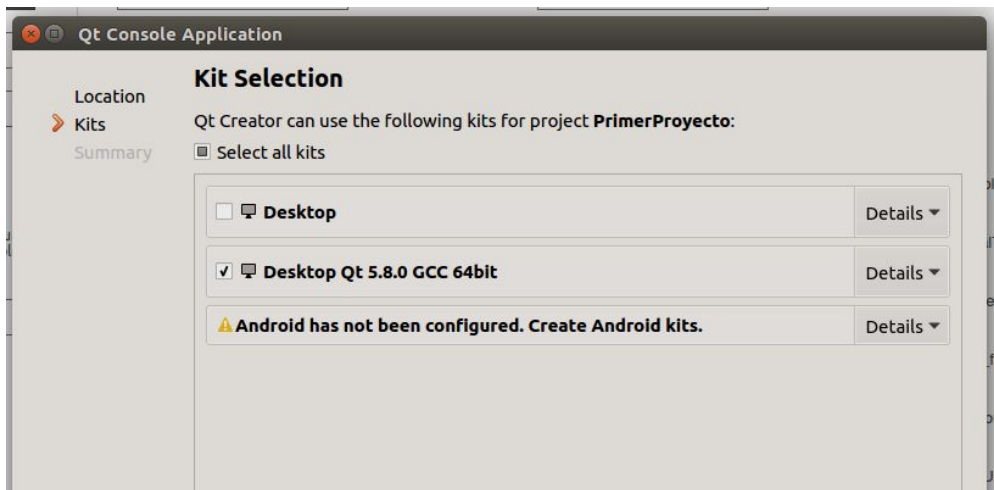 Qt Console Application
Kit Selection
Location
Kits
Summary
Qt Creator can use the following kits for project PrimerProyecto:
Select all kits
Desktop
Details
Desktop Qt 5.8.0 GCC 64bit
Details
Android has not been configured. Create Android kits.
Details